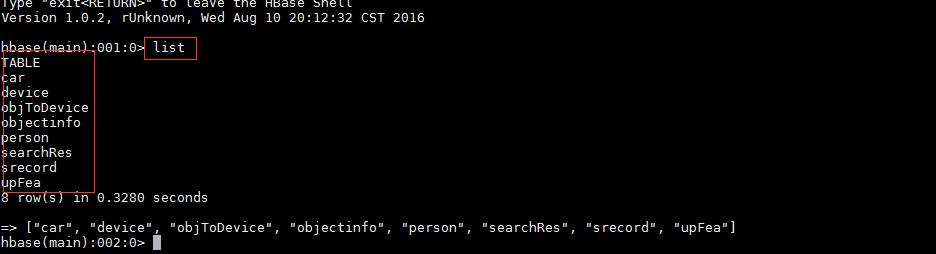 Type "exit<RETURN>" to leave the HBase Shell
Version 1.0.2, rUnknown, Wed Aug 10 20:12:32 CST 2016
hbase(main):001:0> list
TABLE
car
device
objToDevice
objectinfo
person
searchRes
srecord
upFea
8 row(s) in 0.3280 seconds
=> ["car", "device", "objToDevice", "objectinfo", "person", "searchRes", "srecord", "upFea"]
hbase(main):002:0>